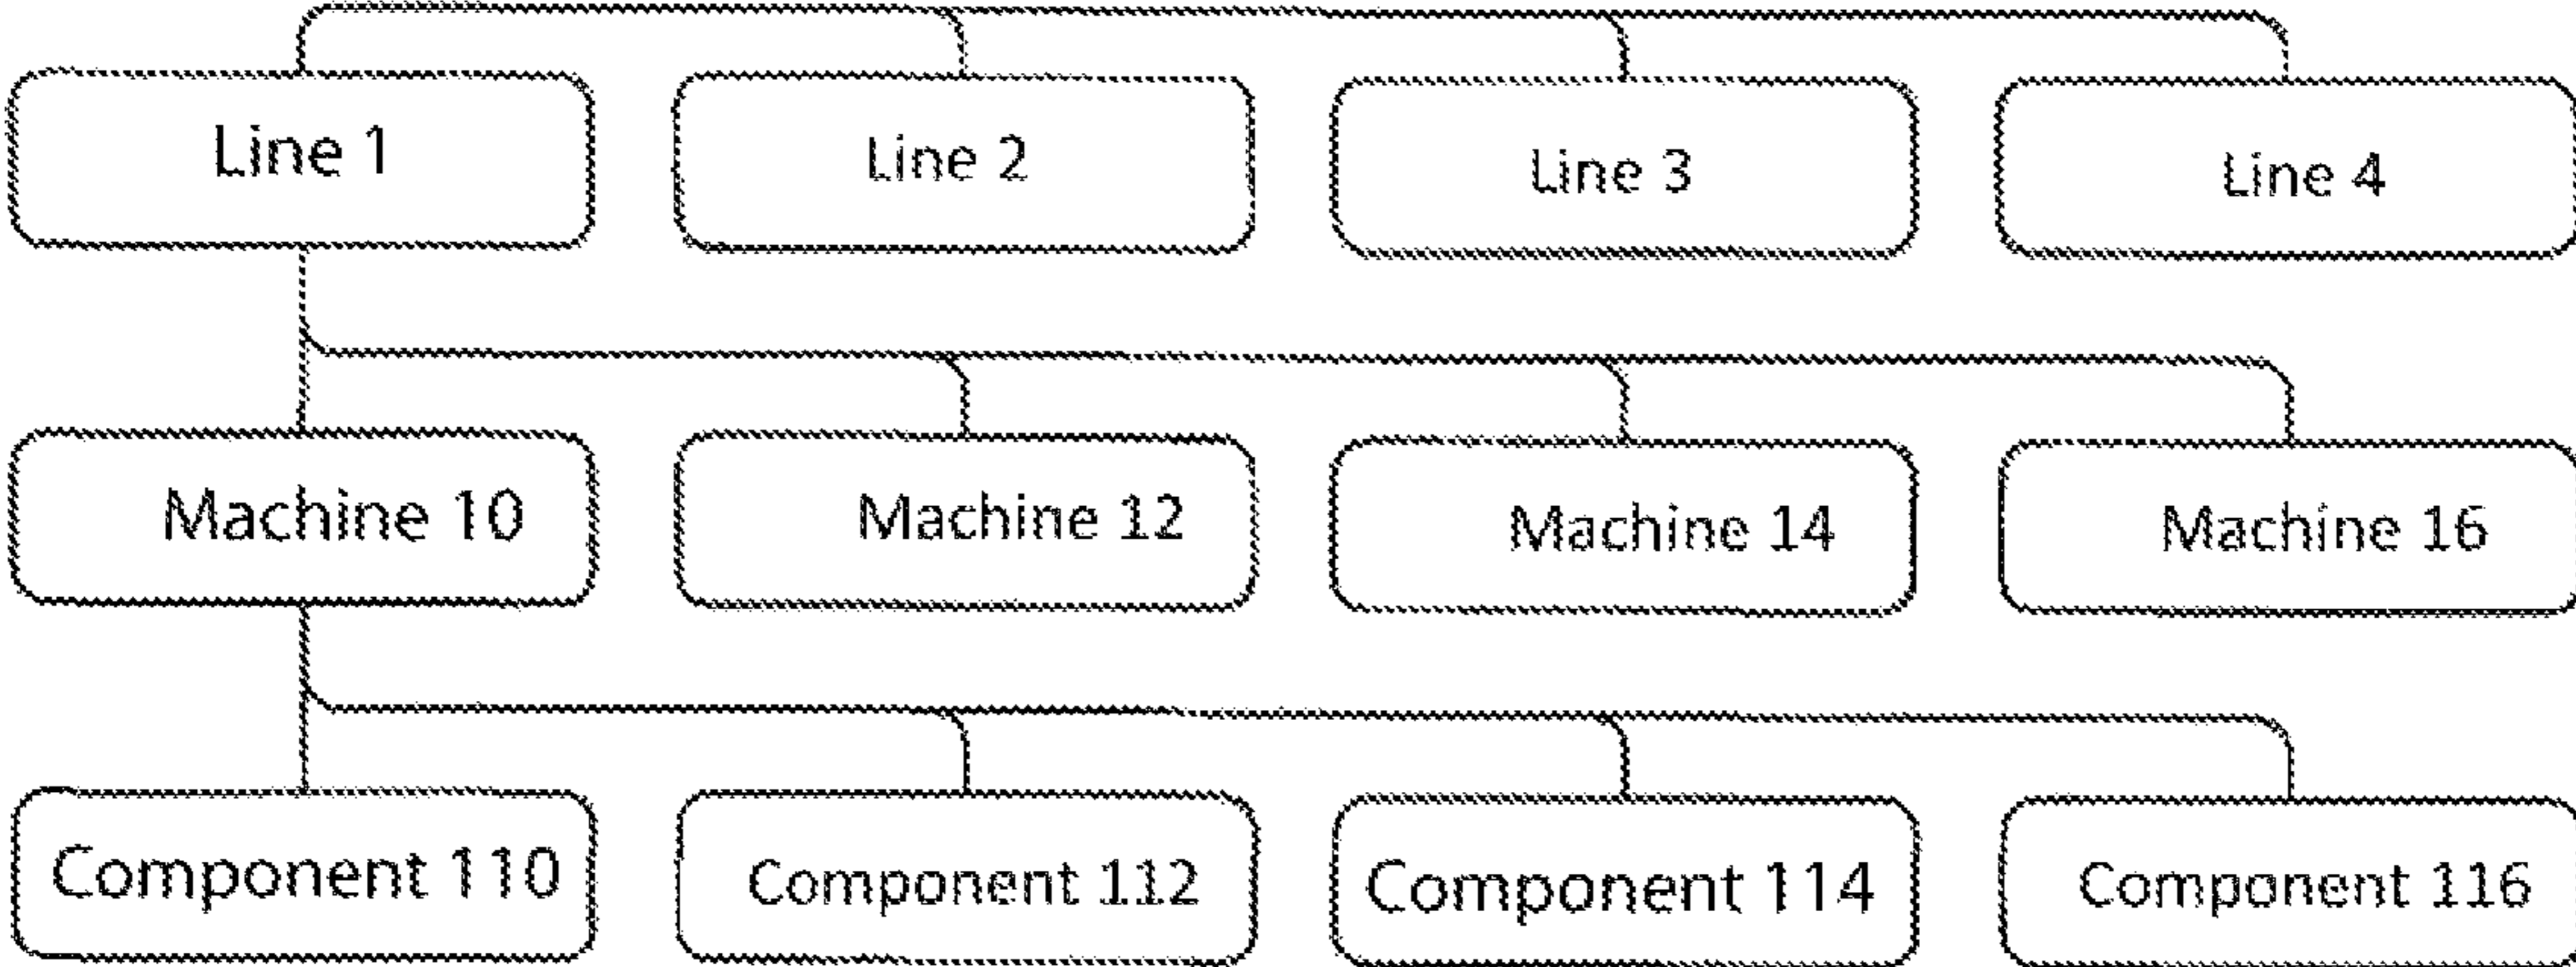 Line 1
Line 2
Line 3
Line 4
Machine 10
Machine 12
Machine 14
Machine 16
Component 110
Component 112
Component 114
Component 116